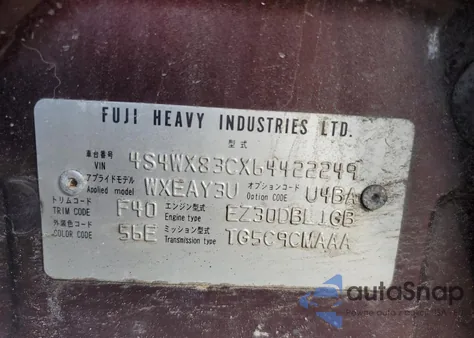 FUJI HEAVY INDUSTRIES LTD.
型式
車台番号 VIN 4S4WX83CX64422249
アプライドモデル Applied model WXEAY3U オプションコード Option CODE U4BA
トリムコード TRIM CODE F40 エンジン型式 Engine type EZ30DBLIGB
外装色コード COLOR CODE 56E ミッション型式 Transmission type TG5C9CMAAA
autoSnap